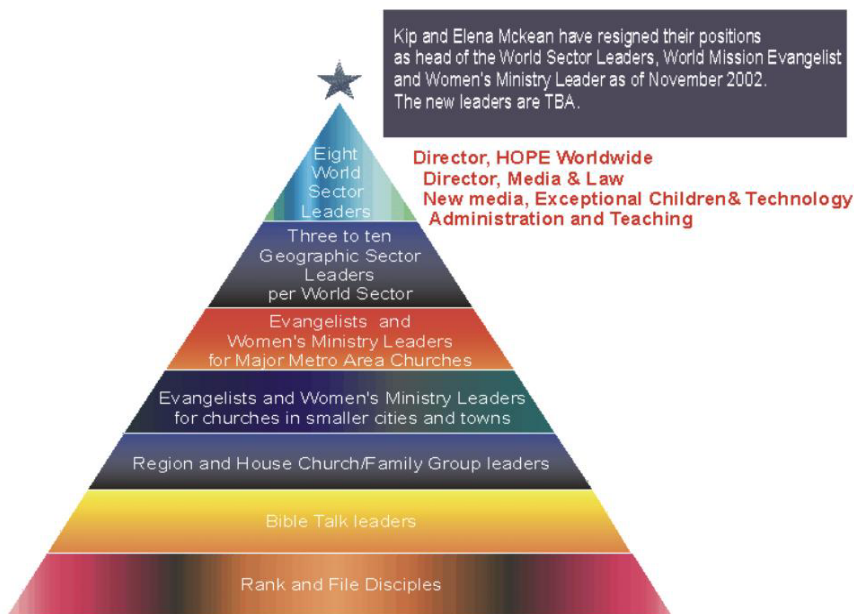 Kip and Elena Mckean have resigned their positions
as head of the World Sector Leaders, World Mission Evangelist
and Women's Ministry Leader as of November 2002.
The new leaders are TBA.
Director, HOPE Worldwide
Director, Media & Law
New media, Exceptional Children& Technology
Administration and Teaching
Eight
World
Sector
Leaders
Three to ten
Geographic Sector
Leaders
per World Sector
Evangelists and
Women's Ministry Leaders
for Major Metro Area Churches
Evangelists and Women's Ministry Leaders
for churches in smaller cities and towns
Region and House Church/Family Group leaders
Bible Talk leaders
Rank and File Disciples